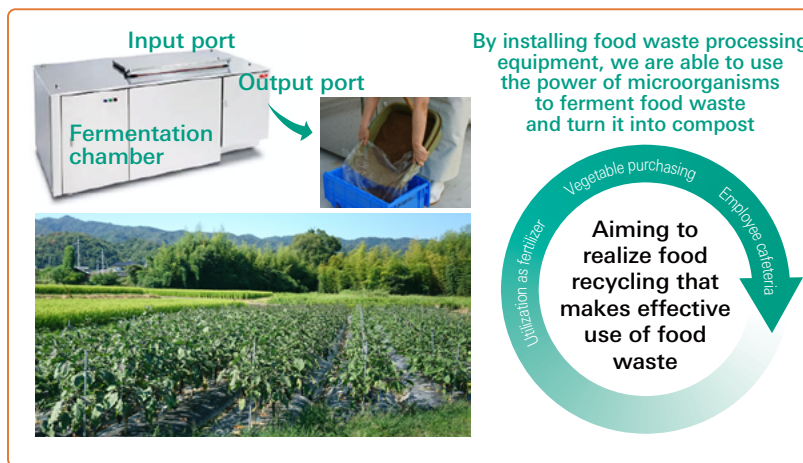 Input port
Output port
Fermentation
chamber
By installing food waste processing
equipment, we are able to use
the power of microorganisms
to ferment food waste
and turn it into compost
Utilization as fertilizer
Vegetable purchasing
Employee cafeteria
Aiming to
realize food
recycling that
makes effective
use of food
waste